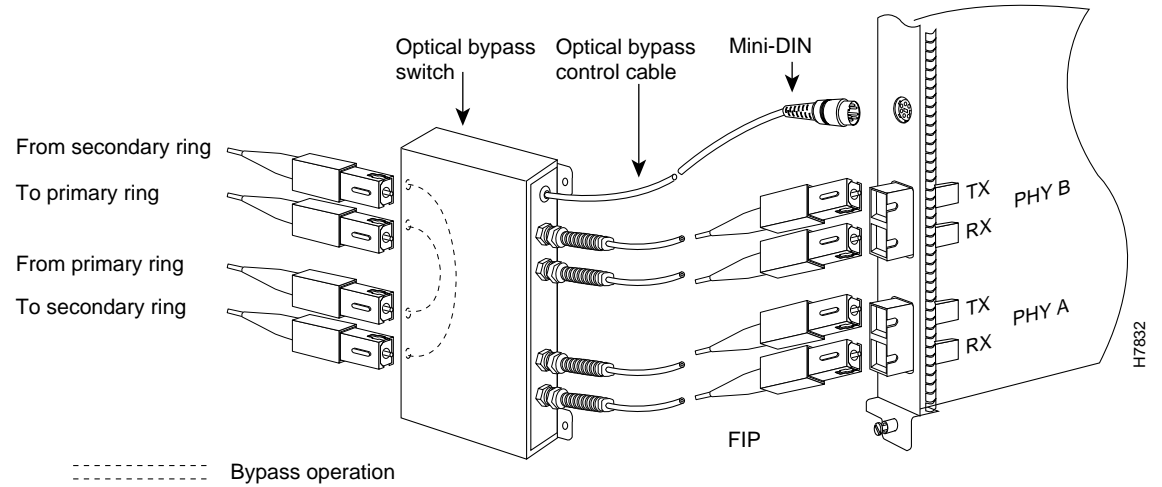 Optical bypass
switch
Optical bypass
control cable
Mini-DIN
From secondary ring
To primary ring
From primary ring
To secondary ring
TX
RX
PHY B
TX
RX
PHY A
H7832
FIP
Bypass operation